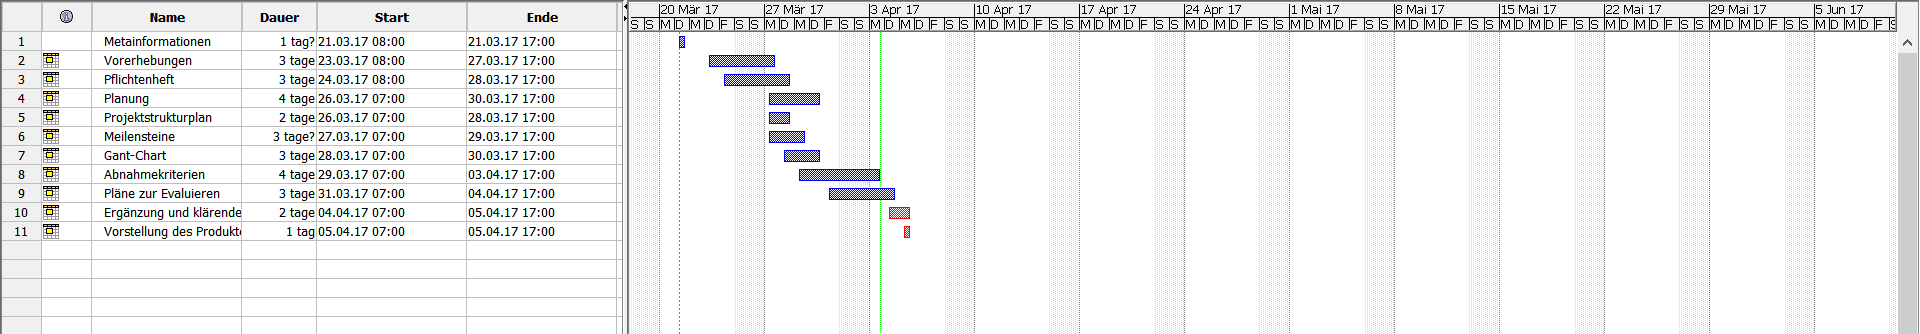 Name Dauer Start Ende
1 Metainformationen 1 tag? 21.03.17 08:00 21.03.17 17:00
2 Vorerhebungen 3 tage 23.03.17 08:00 27.03.17 17:00
3 Pflichtenheft 3 tage 24.03.17 08:00 28.03.17 17:00
4 Planung 4 tage 26.03.17 07:00 30.03.17 17:00
5 Projektstrukturplan 2 tage 26.03.17 07:00 28.03.17 17:00
6 Meilensteine 3 tage? 27.03.17 07:00 29.03.17 17:00
7 Gant-Chart 3 tage 28.03.17 07:00 30.03.17 17:00
8 Abnahmekriterien 4 tage 29.03.17 07:00 03.04.17 17:00
9 Pläne zur Evaluieren 3 tage 31.03.17 07:00 04.04.17 17:00
10 Ergänzung und klärende 2 tage 04.04.17 07:00 05.04.17 17:00
11 Vorstellung des Produkt 1 tag 05.04.17 07:00 05.04.17 17:00
20 Mär 17 27 Mär 17 3 Apr 17 10 Apr 17 17 Apr 17 24 Apr 17 1 Mai 17 8 Mai 17 15 Mai 17 22 Mai 17 29 Mai 17 5 Jun 17
S S M D M D F S S M D M D F S S M D M D F S S M D M D F S S M D M D F S S M D M D F S S M D M D F S S M D M D F S S M D M D F S S M D M D F S S M D M D F S S M D M D F S